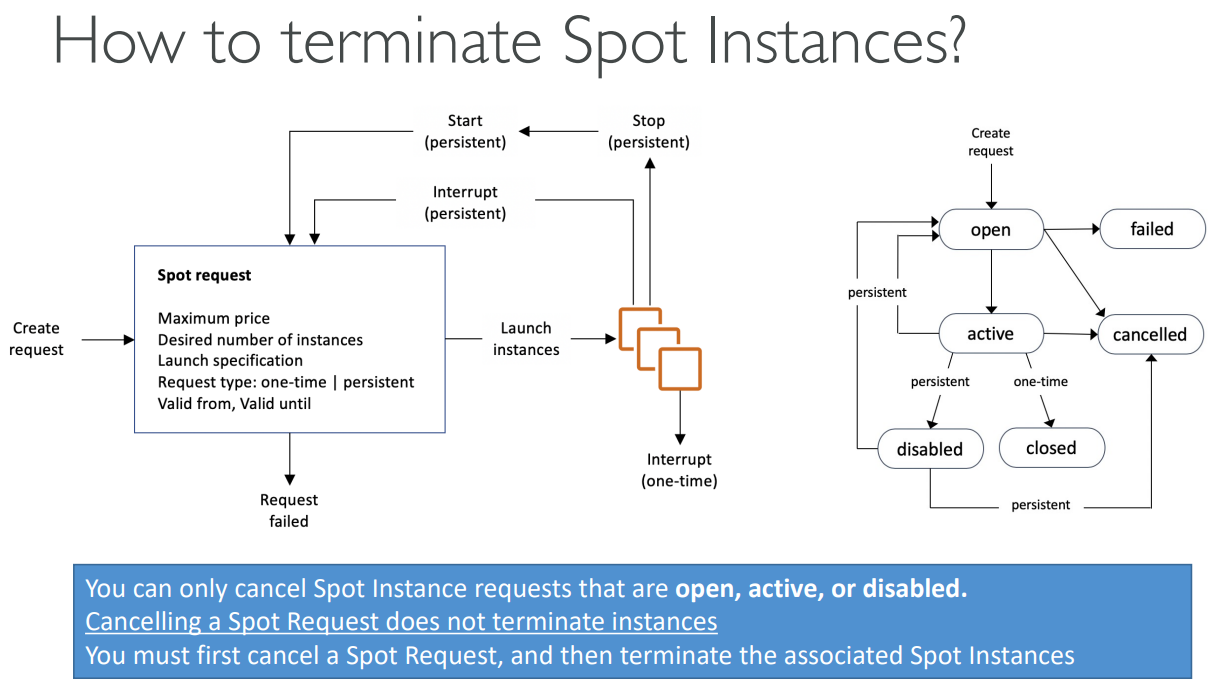 How to terminate Spot Instances?
Start
(persistent)
Stop
(persistent)
Interrupt
(persistent)
Create
request
Spot request
Maximum price
Desired number of instances
Launch specification
Request type: one-time | persistent
Valid from, Valid until
Launch
instances
Interrupt
(one-time)
Request
failed
Create
request
open
failed
persistent
active
cancelled
persistent
one-time
disabled
closed
persistent
You can only cancel Spot Instance requests that are open, active, or disabled.
Cancelling a Spot Request does not terminate instances
You must first cancel a Spot Request, and then terminate the associated Spot Instances